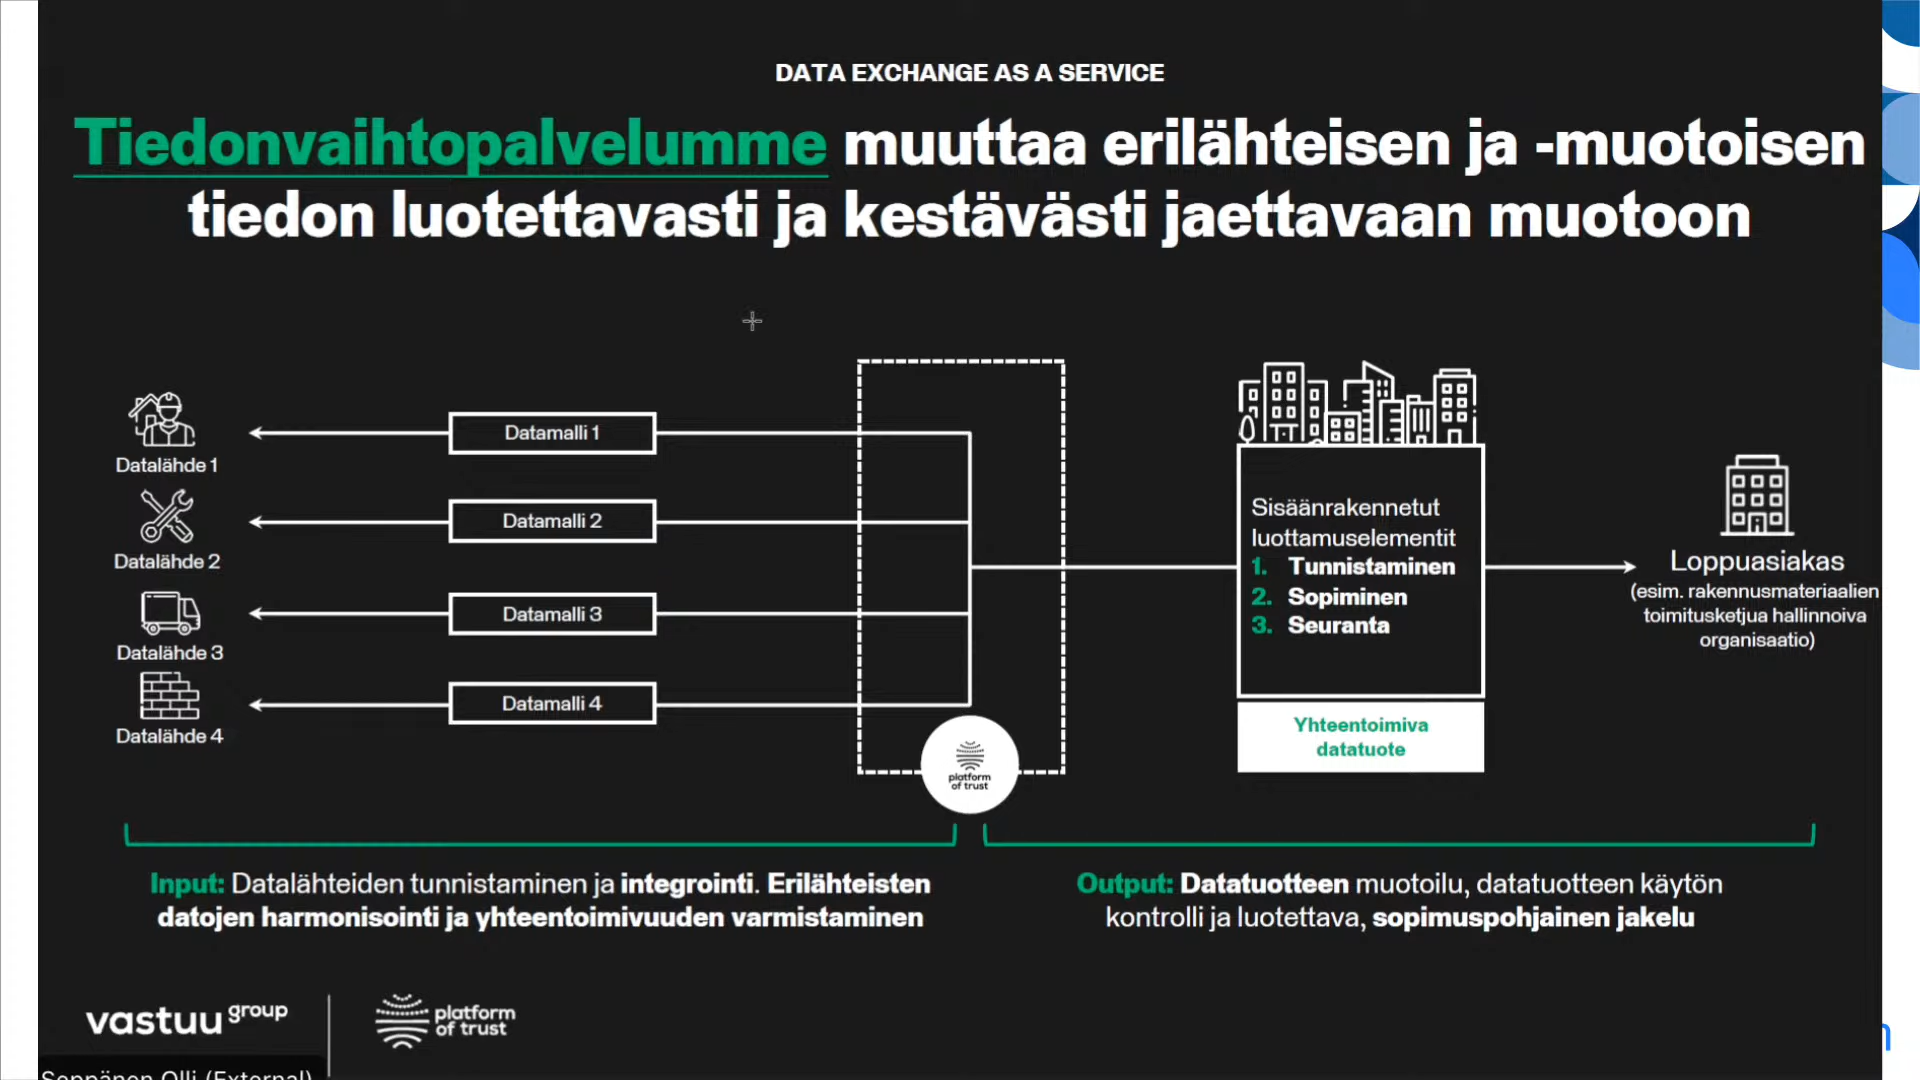 DATA EXCHANGE AS A SERVICE
Tiedonvaihtopalvelumme muuttaa erilähteisen ja -muotoisen
tiedon luotettavasti ja kestävästi jaettavaan muotoon
Datalähde 1
Datamalli 1
Datalähde 2
Datamalli 2
Datalähde 3
Datamalli 3
Datalähde 4
Datamalli 4
platform
of trust
Sisäänrakennetut
luottamuselementit
1. Tunnistaminen
2. Sopiminen
3. Seuranta
Yhteentoimiva
datatuote
Loppuasiakas
(esim. rakennusmateriaalien
toimitusketjua hallinnoiva
organisaatio)
Input: Datalähteiden tunnistaminen ja integrointi. Erilähteisten
datojen harmonisointi ja yhteentoimivuuden varmistaminen
Output: Datatuotteen muotoilu, datatuotteen käytön
kontrolli ja luotettava, sopimuspohjainen jakelu
vastuu group
platform
of trust
Seppänen Olli (External)